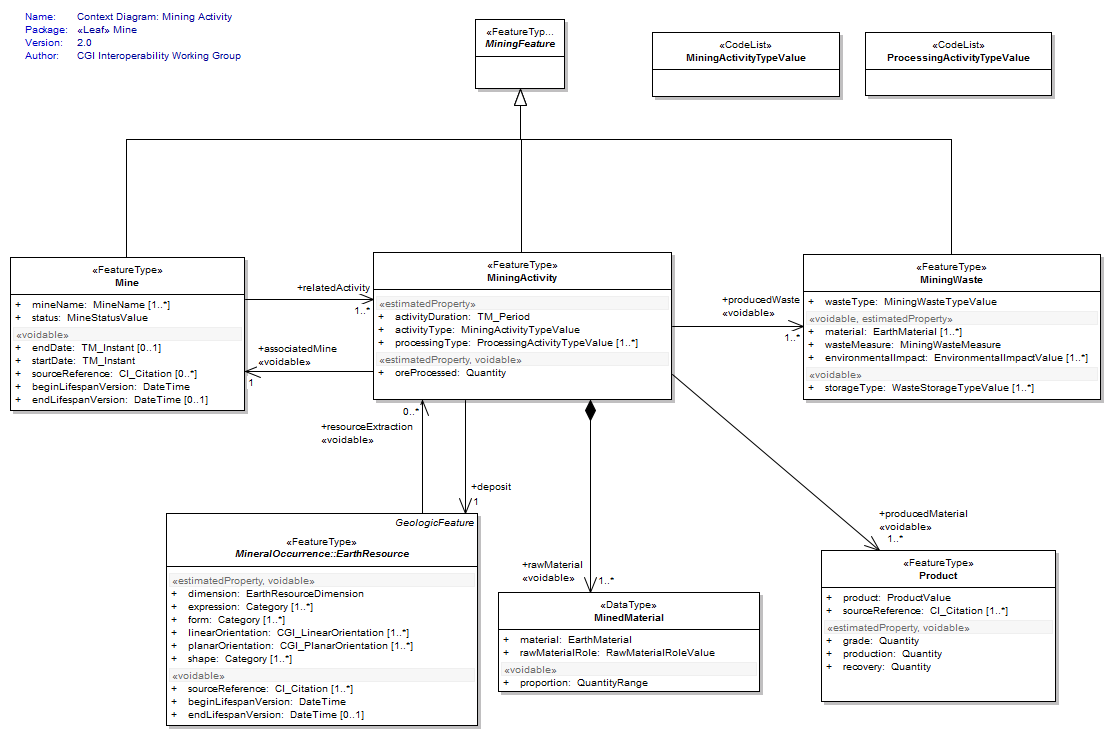 Name: Context Diagram: Mining Activity
Package: «Leaf» Mine
Version: 2.0
Author: CGI Interoperability Working Group
«FeatureTyp...
MiningFeature
«CodeList»
MiningActivityTypeValue
«CodeList»
ProcessingActivityTypeValue
«FeatureType»
Mine
+ mineName: MineName [1..*]
+ status: MineStatusValue
«voidable»
+ endDate: TM_Instant [0..1]
+ startDate: TM_Instant
+ sourceReference: CI_Citation [0..*]
+ beginLifespanVersion: DateTime
+ endLifespanVersion: DateTime [0..1]
+relatedActivity
1..*
+associatedMine
«voidable»
1
«FeatureType»
MiningActivity
«estimatedProperty»
+ activityDuration: TM_Period
+ activityType: MiningActivityTypeValue
+ processingType: ProcessingActivityTypeValue [1..*]
«estimatedProperty, voidable»
+ oreProcessed: Quantity
+producedWaste
«voidable»
1..*
«FeatureType»
MiningWaste
+ wasteType: MiningWasteTypeValue
«voidable, estimatedProperty»
+ material: EarthMaterial [1..*]
+ wasteMeasure: MiningWasteMeasure
+ environmentalImpact: EnvironmentalImpactValue [1..*]
«voidable»
+ storageType: WasteStorageTypeValue [1..*]
0..*
+resourceExtraction
«voidable»
+deposit
1
GeologicFeature
«FeatureType»
MineralOccurrence::EarthResource
«estimatedProperty, voidable»
+ dimension: EarthResourceDimension
+ expression: Category [1..*]
+ form: Category [1..*]
+ linearOrientation: CGI_LinearOrientation [1..*]
+ planarOrientation: CGI_PlanarOrientation [1..*]
+ shape: Category [1..*]
«voidable»
+ sourceReference: CI_Citation [1..*]
+ beginLifespanVersion: DateTime
+ endLifespanVersion: DateTime [0..1]
+rawMaterial
«voidable»
1..*
«DataType»
MinedMaterial
+ material: EarthMaterial
+ rawMaterialRole: RawMaterialRoleValue
«voidable»
+ proportion: QuantityRange
+producedMaterial
«voidable»
1..*
«FeatureType»
Product
+ product: ProductValue
+ sourceReference: CI_Citation [1..*]
«estimatedProperty, voidable»
+ grade: Quantity
+ production: Quantity
+ recovery: Quantity